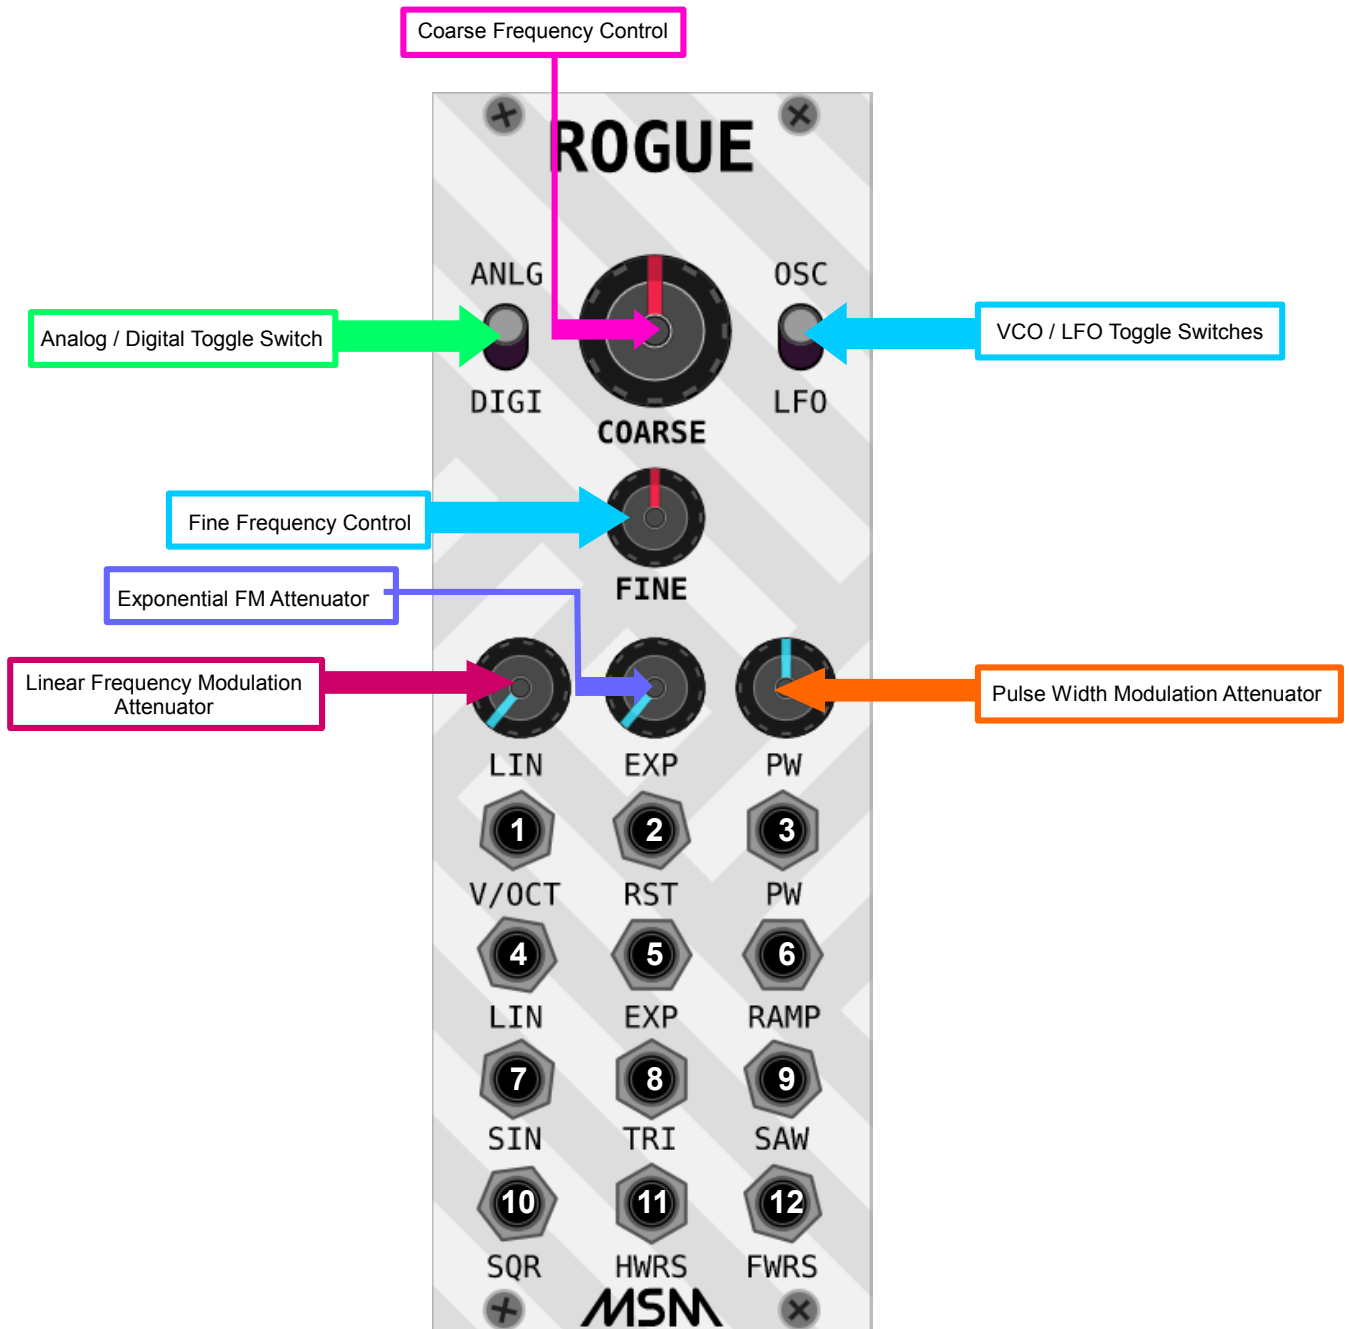 Coarse Frequency Control
ROGUE
ANLG
OSC
Analog / Digital Toggle Switch
VCO / LFO Toggle Switches
DIGI
LFO
COARSE
Fine Frequency Control
FINE
Exponential FM Attenuator
Linear Frequency Modulation
Attenuator
Pulse Width Modulation Attenuator
LIN EXP PW
1 2 3
V/OCT RST PW
4 5 6
LIN EXP RAMP
7 8 9
SIN TRI SAW
10 11 12
SQR HWRS FWRS
MSM